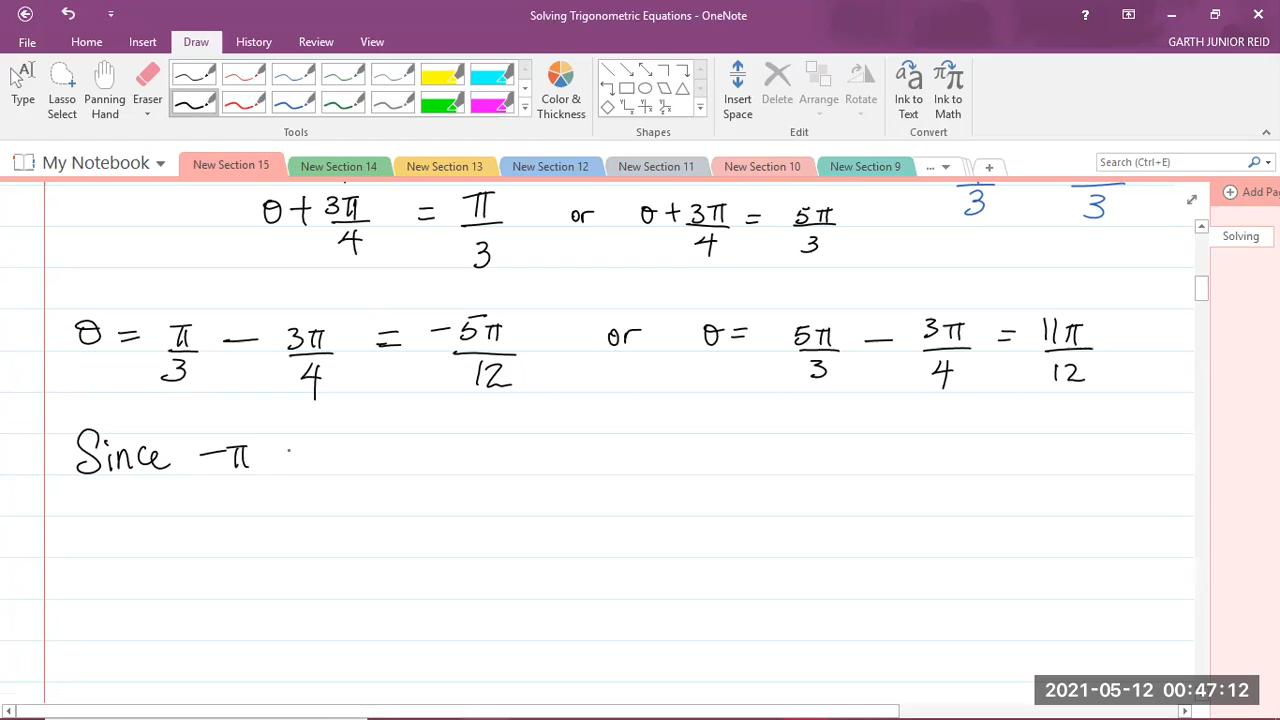 Solving Trigonometric Equations - OneNote
File Home Insert Draw History Review View GARTH JUNIOR REID
Type Lasso Select Panning Hand Eraser Color & Thickness Insert Space Delete Arrange Rotate Ink to Text Ink to Math
Tools Shapes Edit Convert
My Notebook New Section 15 New Section 14 New Section 13 New Section 12 New Section 11 New Section 10 New Section 9 ... Search (Ctrl+E)
Add Pag
Solving
θ + 3π/4 = π/3 or θ + 3π/4 = 5π/3
3 3
θ = π/3 − 3π/4 = −5π/12 or θ = 5π/3 − 3π/4 = 11π/12
Since −π
2021-05-12 00:47:12